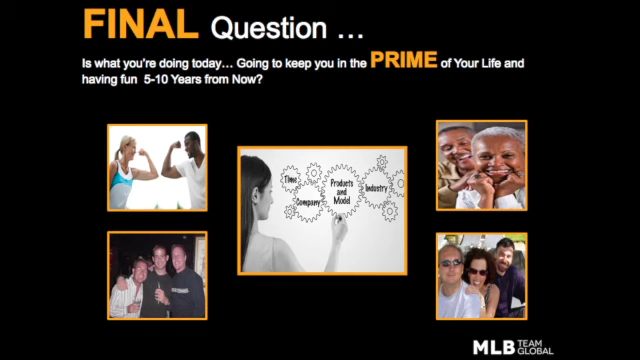 FINAL Question ...
Is what you're doing today... Going to keep you in the PRIME of Your Life and
having fun 5-10 Years from Now?
Time
Company
Products
and
Model
Industry
MLB TEAM
GLOBAL